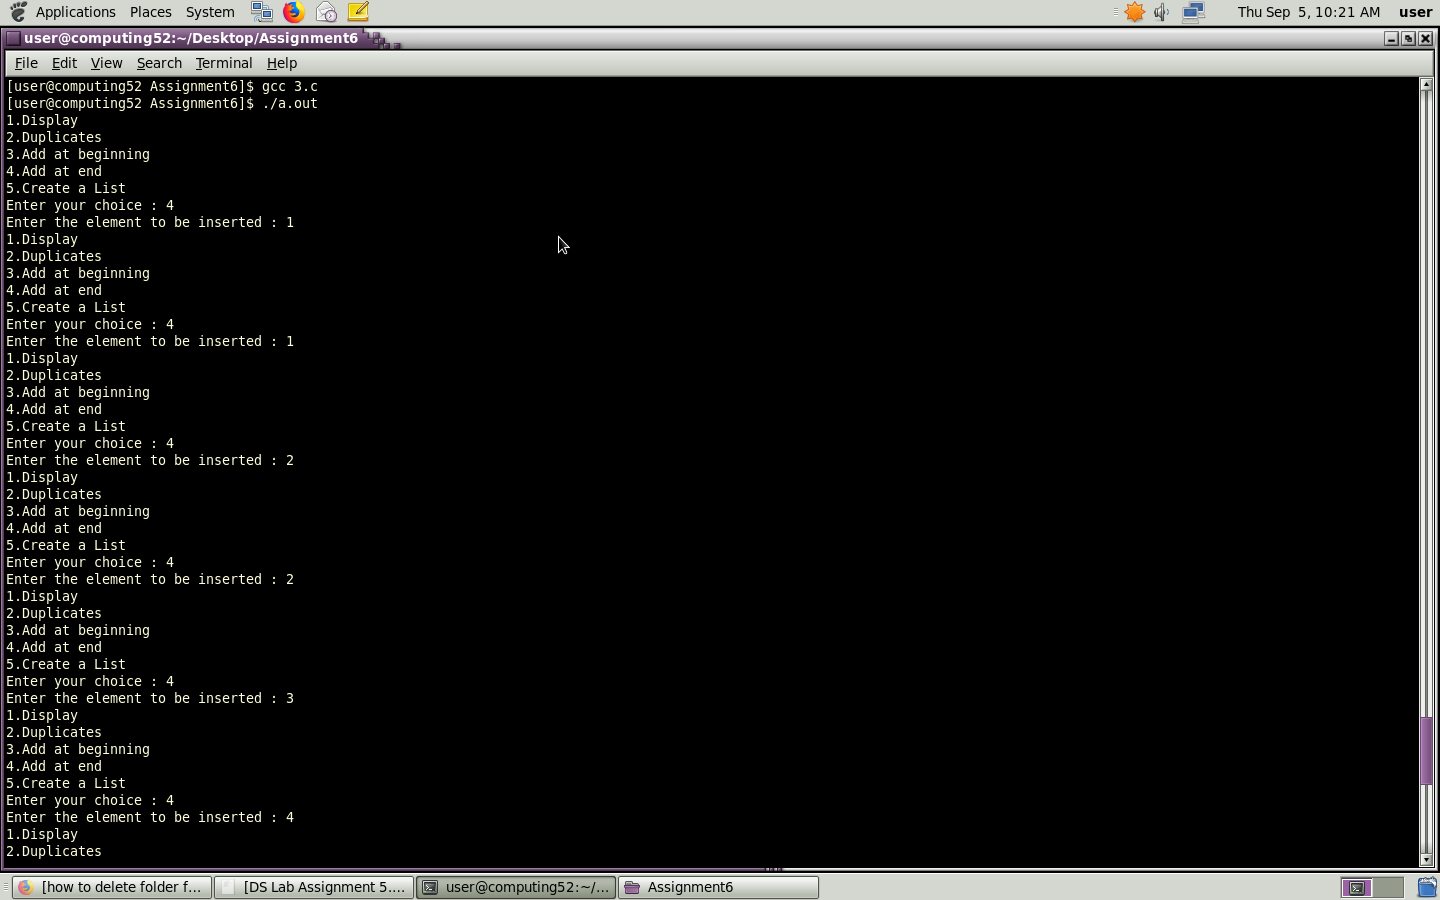 Applications Places System Thu Sep 5, 10:21 AM user
user@computing52:~/Desktop/Assignment6
File Edit View Search Terminal Help
[user@computing52 Assignment6]$ gcc 3.c
[user@computing52 Assignment6]$ ./a.out
1.Display
2.Duplicates
3.Add at beginning
4.Add at end
5.Create a List
Enter your choice : 4
Enter the element to be inserted : 1
1.Display
2.Duplicates
3.Add at beginning
4.Add at end
5.Create a List
Enter your choice : 4
Enter the element to be inserted : 1
1.Display
2.Duplicates
3.Add at beginning
4.Add at end
5.Create a List
Enter your choice : 4
Enter the element to be inserted : 2
1.Display
2.Duplicates
3.Add at beginning
4.Add at end
5.Create a List
Enter your choice : 4
Enter the element to be inserted : 2
1.Display
2.Duplicates
3.Add at beginning
4.Add at end
5.Create a List
Enter your choice : 4
Enter the element to be inserted : 3
1.Display
2.Duplicates
3.Add at beginning
4.Add at end
5.Create a List
Enter your choice : 4
Enter the element to be inserted : 4
1.Display
2.Duplicates
[how to delete folder f... [DS Lab Assignment 5.... user@computing52:~/... Assignment6